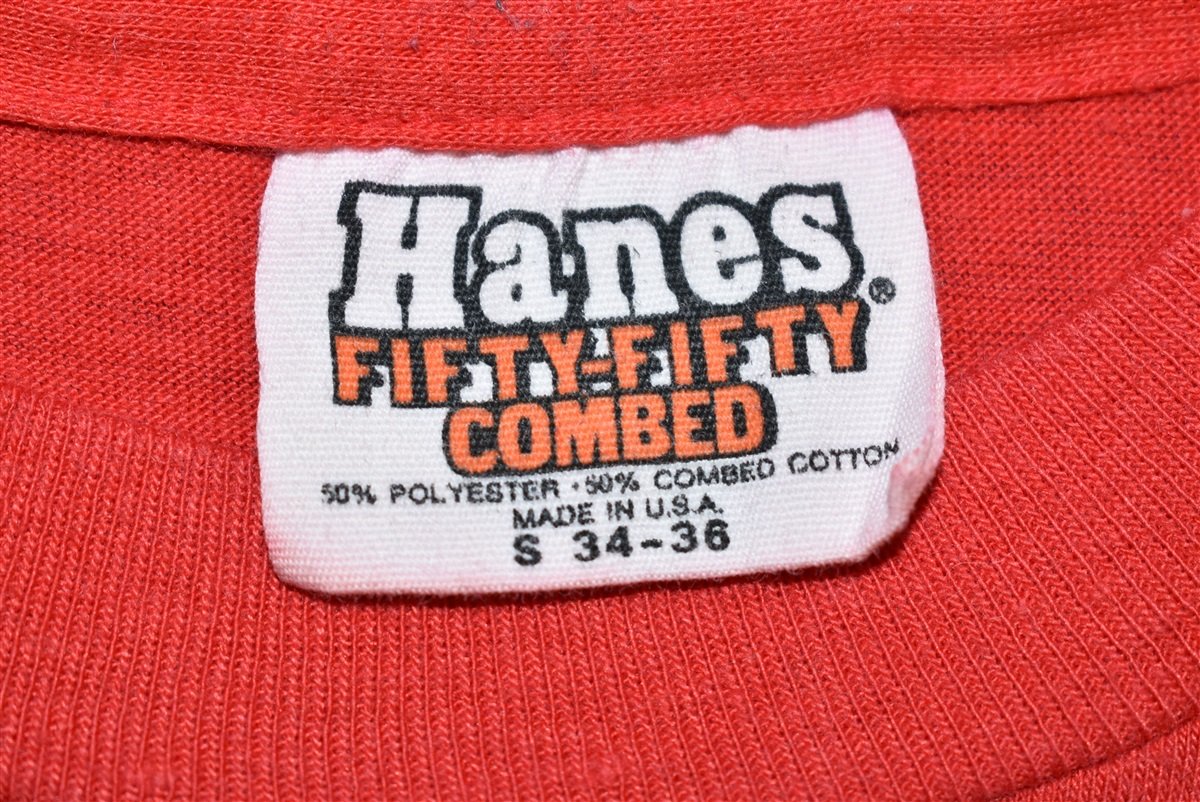 Hanes®
FIFTY-FIFTY
COMBED
50% POLYESTER · 50% COMBED COTTON
MADE IN U.S.A.
S 34-36